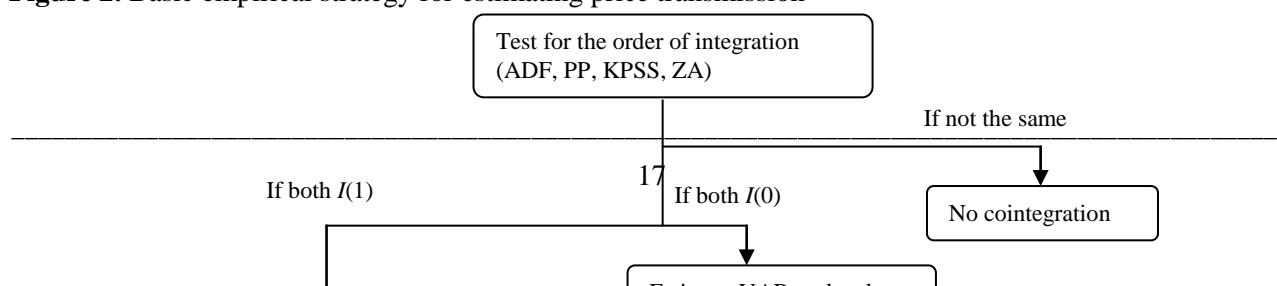 Figure 2. Basic empirical strategy for estimating price transmission
Test for the order of integration
(ADF, PP, KPSS, ZA)
If not the same
17
If both I(1)
If both I(0)
No cointegration